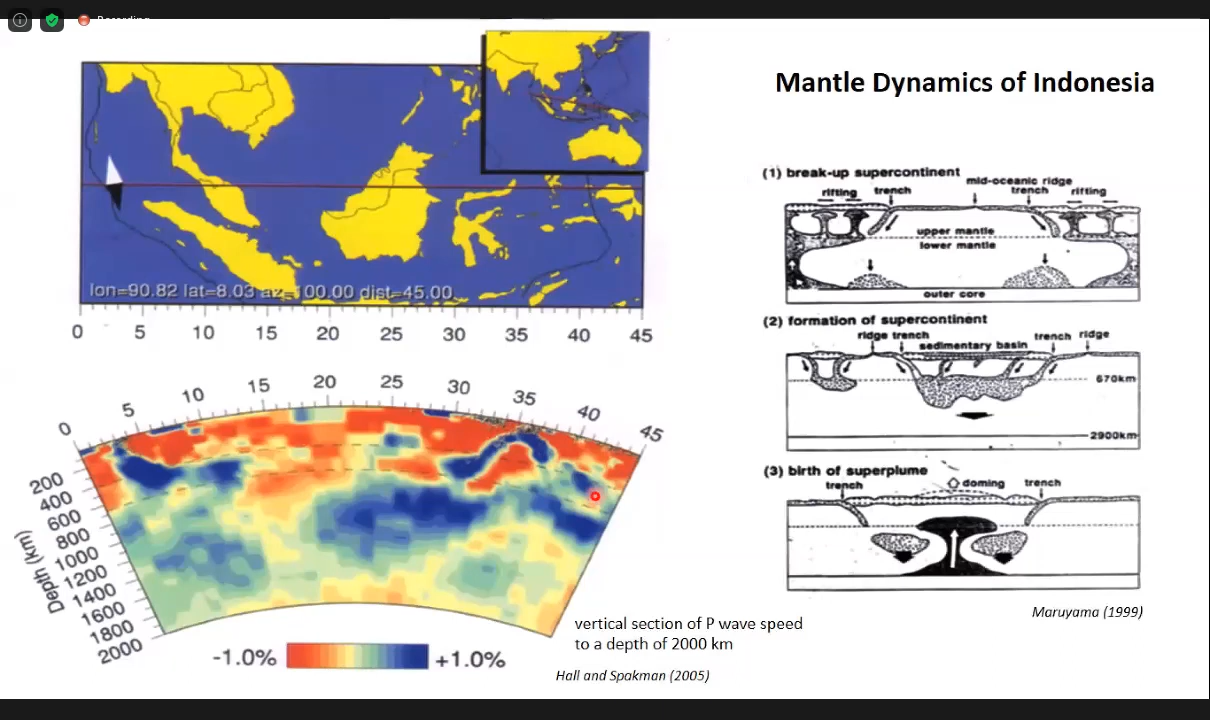 Recording
Mantle Dynamics of Indonesia
lon=90.82 lat=8.03 az=100.00 dist=45.00
0 5 10 15 20 25 30 35 40 45
0 5 10 15 20 25 30 35 40 45
200
400
600
800
1000
1200
1400
1600
1800
2000
Depth (km)
-1.0% +1.0%
vertical section of P wave speed
to a depth of 2000 km
Hall and Spakman (2005)
(1) break-up supercontinent
mid-oceanic ridge
rifting trench trench rifting
upper mantle
lower mantle
outer core
(2) formation of supercontinent
ridge trench trench ridge
sedimentary basin
670km
2900km
(3) birth of superplume
trench doming trench
Maruyama (1999)